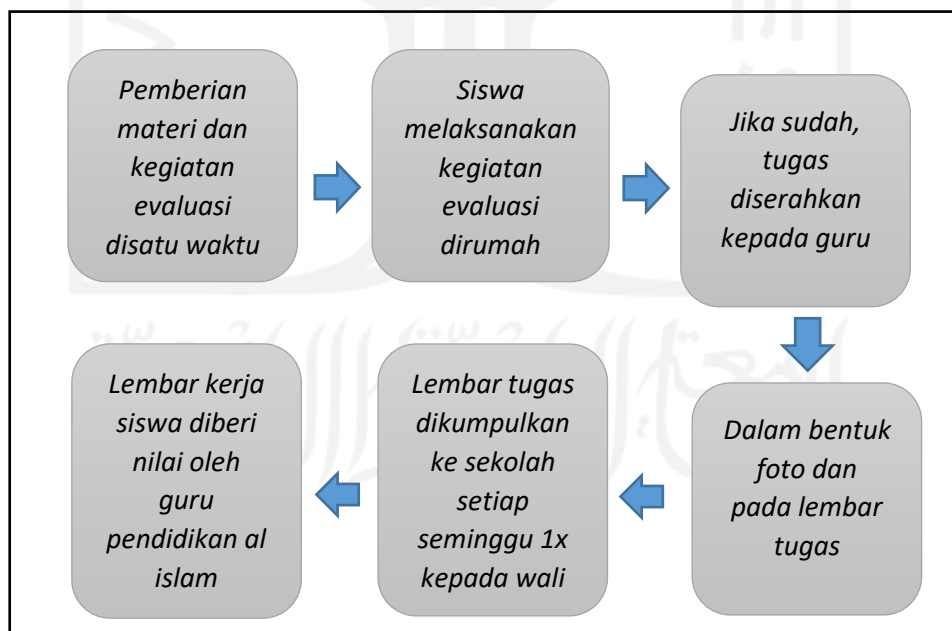 Pemberian
materi dan
kegiatan
evaluasi
disatu waktu
Siswa
melaksanakan
kegiatan
evaluasi
dirumah
Jika sudah,
tugas
diserahkan
kepada guru
Dalam bentuk
foto dan
pada lembar
tugas
Lembar tugas
dikumpulkan
ke sekolah
setiap
seminggu 1x
kepada wali
Lembar kerja
siswa diberi
nilai oleh
guru
pendidikan al
islam